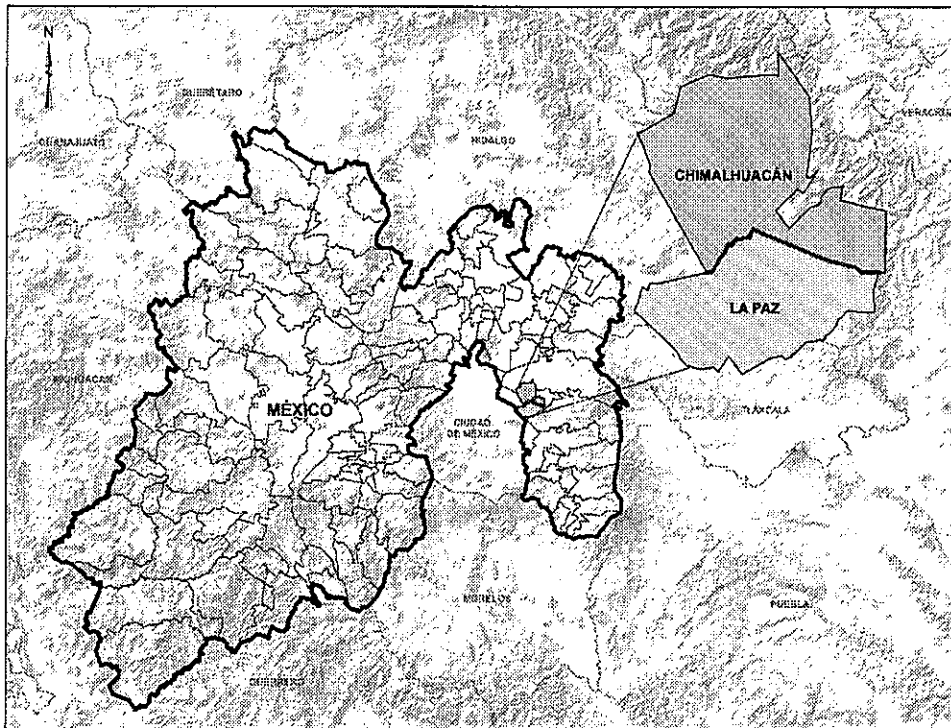 N
QUERÉTARO
GUANAJUATO
HIDALGO
VERACRUZ
CHIMALHUACÁN
LA PAZ
MICHOACÁN
MÉXICO
CIUDAD
DE MÉXICO
TLAXCALA
MORELOS
PUEBLA
GUERRERO